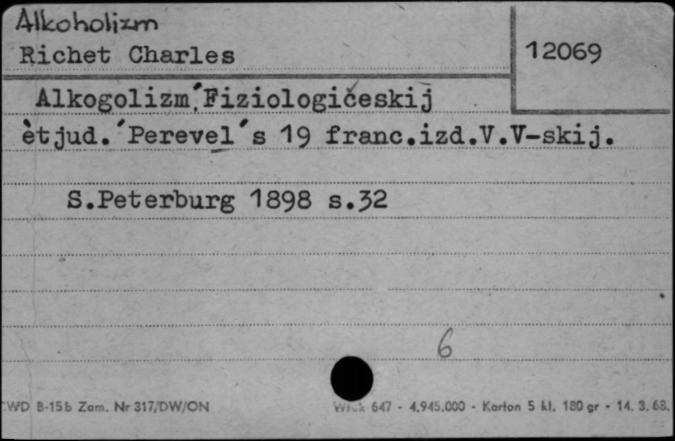 Alkoholizm
Richet Charles
12069
Alkogolizm´.Fiziologičeskij
ètjud.´Perevel´s 19 franc.izd.V.V-skij.
S.Peterburg 1898 s.32
6
CWD B-15b Zam. Nr 317/DW/ON
647 - 4.945.000 - Karton 5 kl. 180 gr - 14. 3. 68.